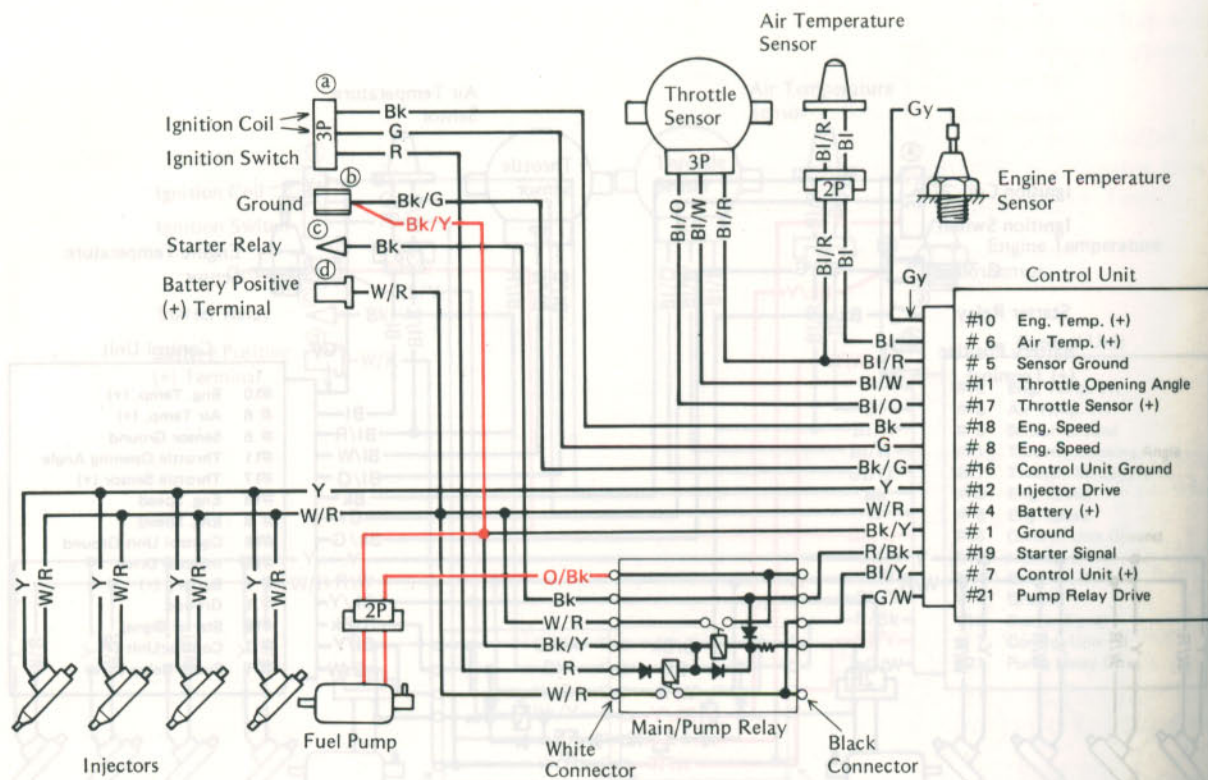 Air Temperature
Sensor
ⓐ
Throttle
Sensor
Ignition Coil
Ignition Switch
3P
Bk
G
R
3P
Bl/R
Bl
2P
Gy
Engine Temperature
Sensor
ⓑ
Ground
Bk/G
Bk/Y
ⓒ
Starter Relay
Bk
ⓓ
Battery Positive
(+) Terminal
W/R
Bl/O
Bl/W
Bl/R
Bl/R
Bl
Gy
Control Unit
#10 Eng. Temp. (+)
Bl # 6 Air Temp. (+)
Bl/R # 5 Sensor Ground
Bl/W #11 Throttle Opening Angle
Bl/O #17 Throttle Sensor (+)
Bk #18 Eng. Speed
G # 8 Eng. Speed
Bk/G #16 Control Unit Ground
Y Y #12 Injector Drive
W/R W/R # 4 Battery (+)
Bk/Y # 1 Ground
R/Bk #19 Starter Signal
Bl/Y # 7 Control Unit (+)
G/W #21 Pump Relay Drive
Y
W/R
Y
W/R
Y
W/R
Y
W/R
2P
O/Bk
Bk
W/R
Bk/Y
R
W/R
Injectors
Fuel Pump
Main/Pump Relay
White
Connector
Black
Connector